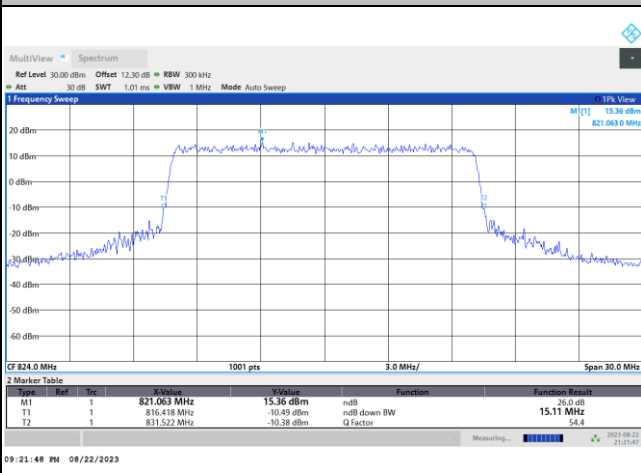 MultiView Spectrum
Ref Level 30.00 dBm Offset 12.30 dB RBW 300 kHz
Att 30 dB SWT 1.01 ms VBW 1 MHz Mode Auto Sweep
1 Frequency Sweep 1Pk View
M1[1] 15.36 dBm
821.063 0 MHz
20 dBm
M1
10 dBm
0 dBm
T1 T2
-10 dBm
-20 dBm
-30 dBm
-40 dBm
-50 dBm
-60 dBm
CF 824.0 MHz 1001 pts 3.0 MHz/ Span 30.0 MHz
2 Marker Table
Type Ref Trc X-Value Y-Value Function Function Result
M1 1 821.063 MHz 15.36 dBm ndB 26.0 dB
T1 1 816.418 MHz -10.49 dBm ndB down BW 15.11 MHz
T2 1 831.522 MHz -10.38 dBm Q Factor 54.4
Measuring... 2023-08-22
21:21:47
09:21:48 PM 08/22/2023